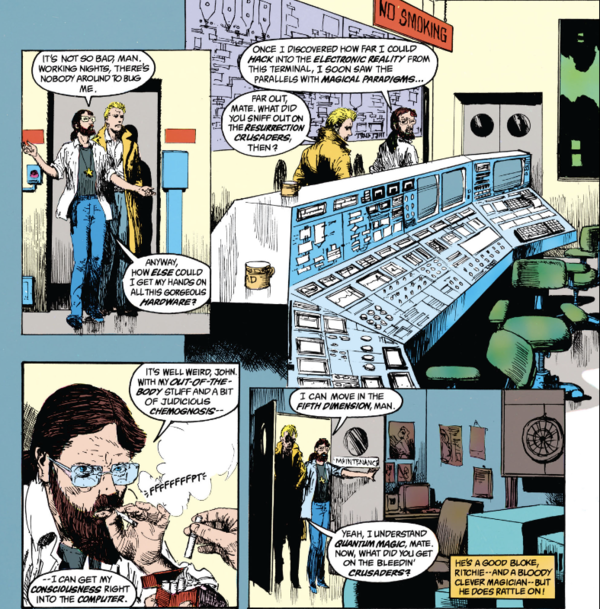 IT'S NOT SO BAD, MAN.
WORKING NIGHTS, THERE'S
NOBODY AROUND TO BUG
ME.
ANYWAY,
HOW ELSE COULD
I GET MY HANDS ON
ALL THIS GORGEOUS
HARDWARE?
NO SMOKING
ONCE I DISCOVERED HOW FAR I COULD
HACK INTO THE ELECTRONIC REALITY FROM
THIS TERMINAL, I SOON SAW THE
PARALLELS WITH MAGICAL PARADIGMS...
FAR OUT,
MATE. WHAT DID
YOU SNIFF OUT ON
THE RESURRECTION
CRUSADERS,
THEN?
IT'S WELL WEIRD, JOHN.
WITH MY OUT-OF-THE-
BODY STUFF AND A BIT
OF JUDICIOUS
CHEMOGNOSIS--
FFFFFFFFPT
--I CAN GET MY
CONSCIOUSNESS RIGHT
INTO THE COMPUTER.
I CAN MOVE IN THE
FIFTH DIMENSION, MAN.
MAINTENANCE
YEAH, I UNDERSTAND
QUANTUM MAGIC, MATE.
NOW, WHAT DID YOU GET
ON THE BLEEDIN'
CRUSADERS?
HE'S A GOOD BLOKE,
RITCHIE--AND A BLOODY
CLEVER MAGICIAN--BUT
HE DOES RATTLE ON!